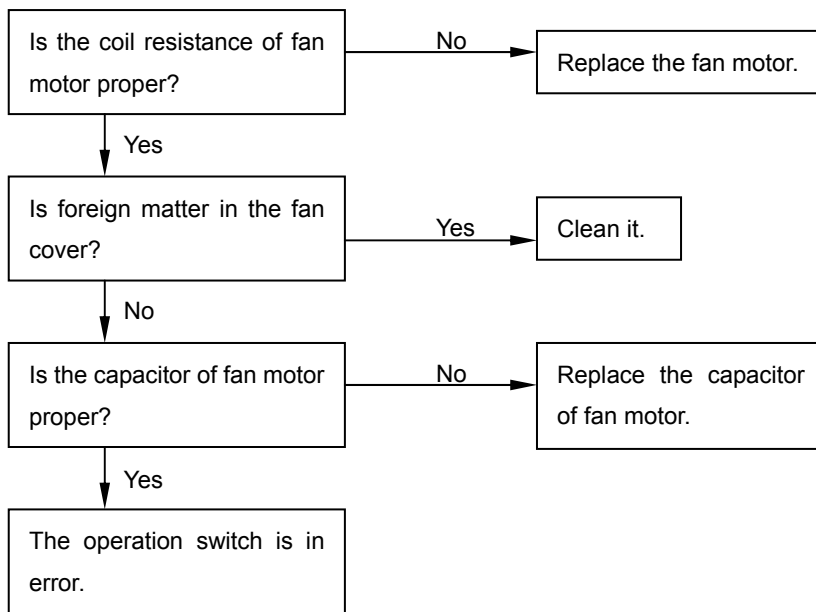 Is the coil resistance of fan
motor proper?
No
Replace the fan motor.
Yes
Is foreign matter in the fan
cover?
Yes
Clean it.
No
Is the capacitor of fan motor
proper?
No
Replace the capacitor
of fan motor.
Yes
The operation switch is in
error.